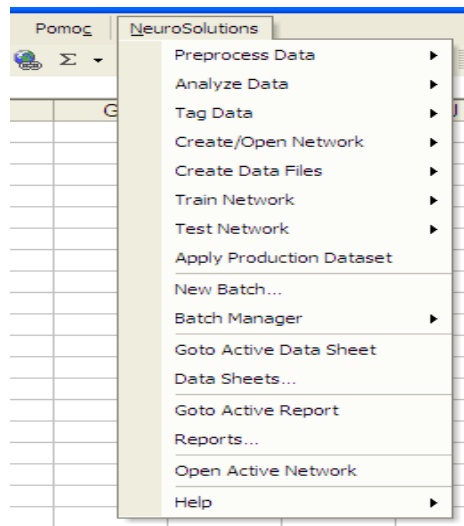 Pomoc NeuroSolutions
Σ
G
J
Preprocess Data
Analyze Data
Tag Data
Create/Open Network
Create Data Files
Train Network
Test Network
Apply Production Dataset
New Batch...
Batch Manager
Goto Active Data Sheet
Data Sheets...
Goto Active Report
Reports...
Open Active Network
Help